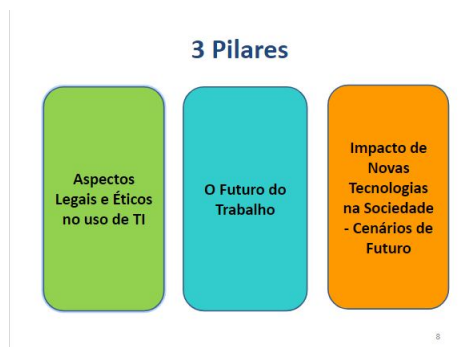 3 Pilares
Aspectos
Legais e Éticos
no uso de TI
O Futuro do
Trabalho
Impacto de
Novas
Tecnologias
na Sociedade
- Cenários de
Futuro
8